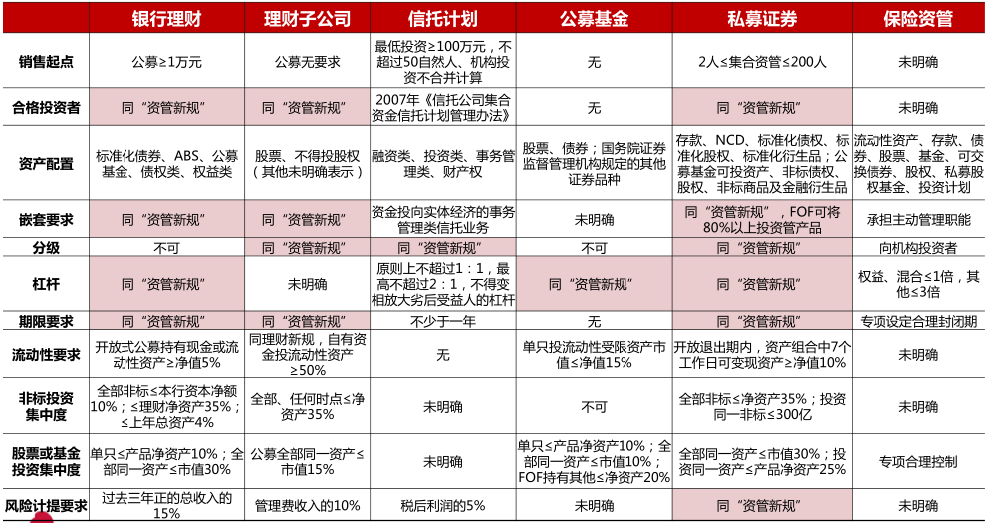 银行理财 理财子公司 信托计划 公募基金 私募证券 保险资管
销售起点
公募≥1万元
公募无要求
最低投资≥100万元，不
超过50自然人、机构投
资不合并计算
无
2人≤集合资管≤200人
未明确
合格投资者
同“资管新规”
同“资管新规”
2007年《信托公司集合
资金信托计划管理办法》
无
同“资管新规”
未明确
资产配置
标准化债券、ABS、公募
基金、债权类、权益类
股票、不得投股权
（其他未明确表示）
融资类、投资类、事务管
理类、财产权
股票、债券；国务院证券
监督管理机构规定的其他
证券品种
存款、NCD、标准化债权、标
准化股权、标准化衍生品；公
募基金可投资产、非标债权、
股权、非标商品及金融衍生品
流动性资产、存款、债
券、股票、基金、可交
换债券、股权、私募股
权基金、投资计划
嵌套要求
同“资管新规”
同“资管新规”
资金投向实体经济的事务
管理类信托业务
未明确
同“资管新规”，FOF可将
80%以上投资管产品
承担主动管理职能
分级
不可
同“资管新规”
同“资管新规”
不可
同“资管新规”
向机构投资者
杠杆
同“资管新规”
未明确
原则上不超过1：1，最
高不超过2：1，不得变
相放大劣后受益人的杠杆
同“资管新规”
同“资管新规”
权益、混合≤1倍，其
他≤3倍
期限要求
同“资管新规”
同“资管新规”
不少于一年
无
同“资管新规”
专项设定合理封闭期
流动性要求
开放式公募持有现金或流
动性资产≥净值5%
同理财新规，自有资
金投流动性资产
≥50%
无
单只投流动性受限资产市
值≤净值15%
开放退出期内，资产组合中7个
工作日可变现资产≥净值10%
未明确
非标投资
集中度
全部非标≤本行资本净额
10%；≤理财净资产35%；
≤上年总资产4%
全部、任何时点≤净
资产35%
未明确
不可
全部非标≤净资产35%；投资
同一非标≤300亿
未明确
股票或基金
投资集中度
单只≤产品净资产10%；全
部同一资产≤市值30%
公募全部同一资产≤
市值15%
未明确
单只≤产品净资产10%；全
部同一资产≤市值10%；
FOF持有其他≤净资产20%
全部同一资产≤市值30%；投
资同一资产≤产品净资产25%
专项合理控制
风险计提要求
过去三年正的总收入的
15%
管理费收入的10%
税后利润的5%
未明确
同“资管新规”
未明确